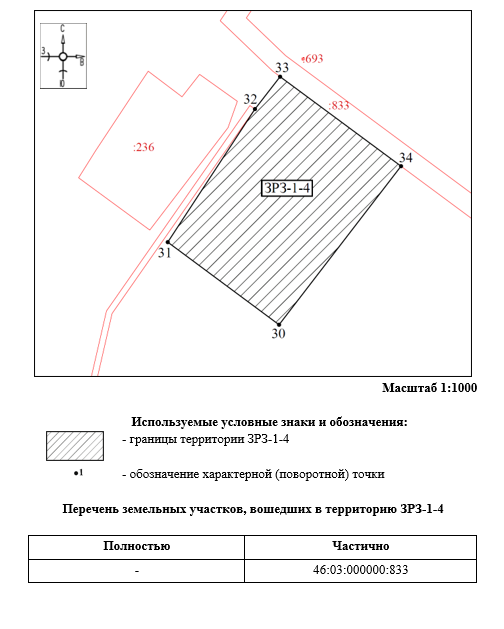 С
З
В
Ю
693
33
:833
32
34
:236
ЗРЗ-1-4
31
30
Масштаб 1:1000
Используемые условные знаки и обозначения:
- границы территории ЗРЗ-1-4
1
- обозначение характерной (поворотной) точки
Перечень земельных участков, вошедших в территорию ЗРЗ-1-4
Полностью Частично
- 46:03:000000:833